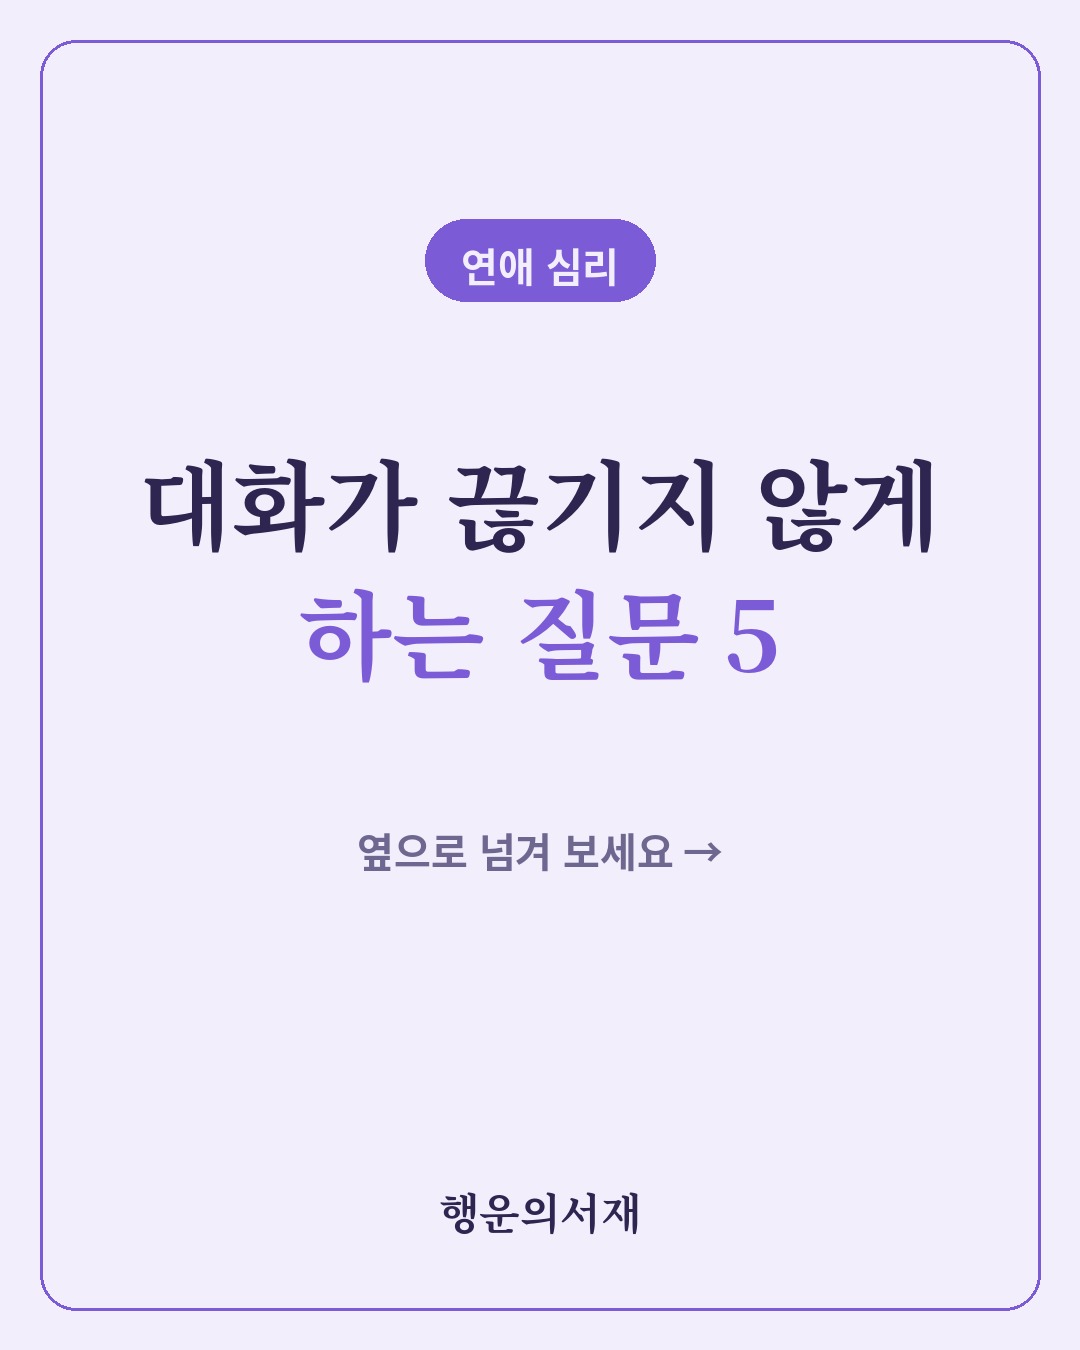 연애 심리
대화가 끊기지 않게
하는 질문 5
옆으로 넘겨 보세요 →
행운의서재